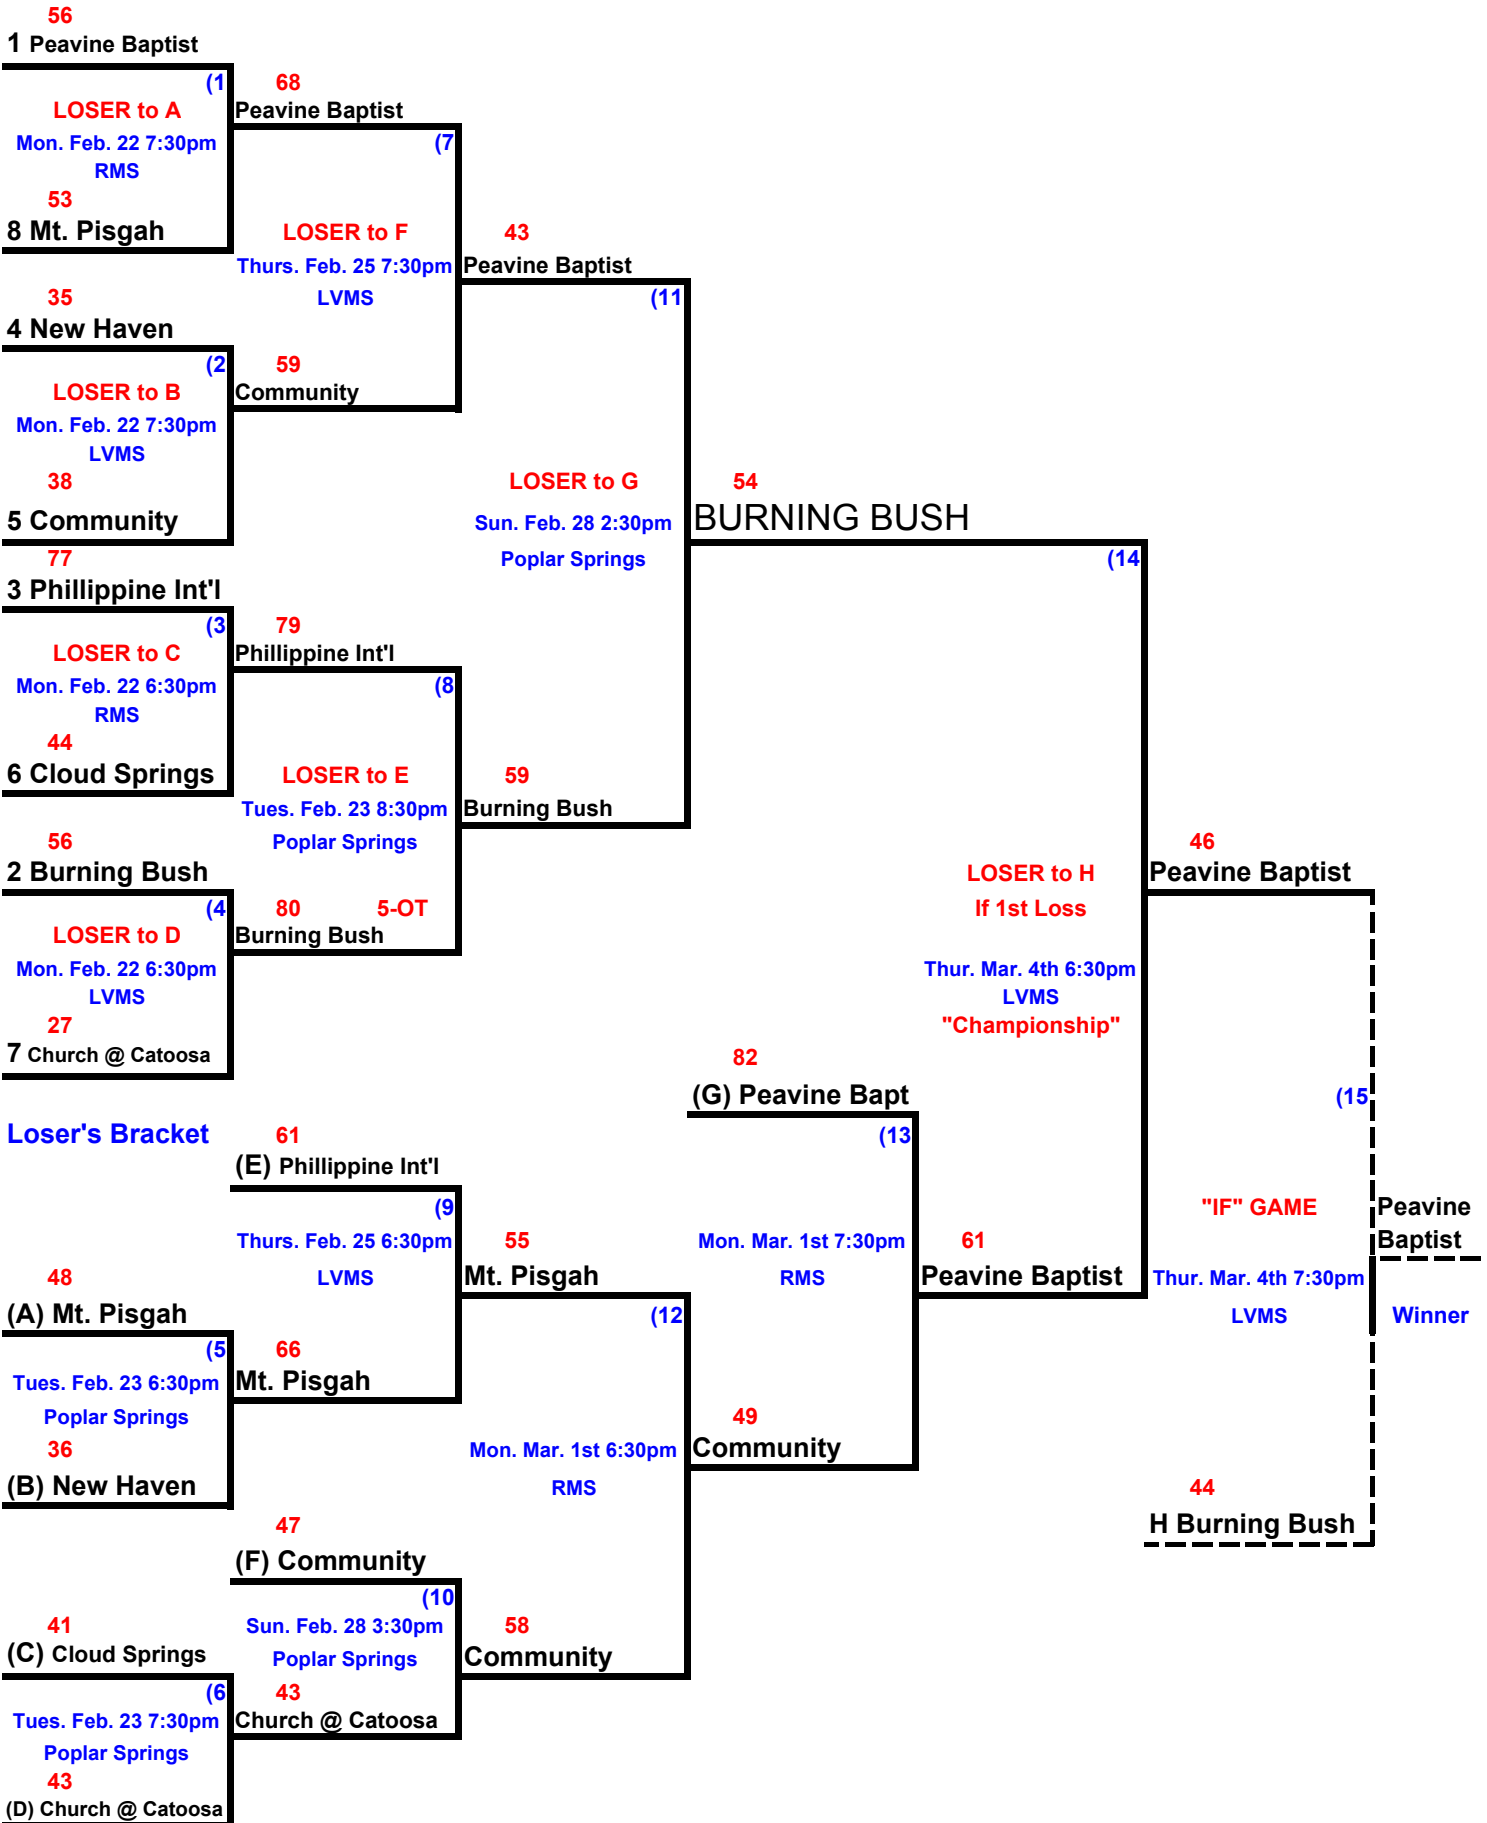 56
1 Peavine Baptist
(1
LOSER to A
Mon. Feb. 22 7:30pm
RMS
53
8 Mt. Pisgah
68
Peavine Baptist
(7
LOSER to F
Thurs. Feb. 25 7:30pm
LVMS
35
4 New Haven
(2
LOSER to B
Mon. Feb. 22 7:30pm
LVMS
38
5 Community
59
Community
43
Peavine Baptist
(11
LOSER to G
Sun. Feb. 28 2:30pm
Poplar Springs
77
3 Phillippine Int'l
(3
LOSER to C
Mon. Feb. 22 6:30pm
RMS
44
6 Cloud Springs
79
Phillippine Int'l
(8
LOSER to E
Tues. Feb. 23 8:30pm
Poplar Springs
56
2 Burning Bush
(4
LOSER to D
Mon. Feb. 22 6:30pm
LVMS
27
7 Church @ Catoosa
80 5-OT
Burning Bush
59
Burning Bush
54
BURNING BUSH
(14
LOSER to H
If 1st Loss
Thur. Mar. 4th 6:30pm
LVMS
"Championship"
46
Peavine Baptist
(15
"IF" GAME
Thur. Mar. 4th 7:30pm
LVMS
44
H Burning Bush
Peavine
Baptist
Winner
Loser's Bracket
61
(E) Phillippine Int'l
(9
Thurs. Feb. 25 6:30pm
LVMS
48
(A) Mt. Pisgah
(5
Tues. Feb. 23 6:30pm
Poplar Springs
36
(B) New Haven
66
Mt. Pisgah
55
Mt. Pisgah
(12
Mon. Mar. 1st 6:30pm
RMS
47
(F) Community
(10
Sun. Feb. 28 3:30pm
Poplar Springs
41
(C) Cloud Springs
(6
Tues. Feb. 23 7:30pm
Poplar Springs
43
(D) Church @ Catoosa
43
Church @ Catoosa
58
Community
82
(G) Peavine Bapt
(13
Mon. Mar. 1st 7:30pm
RMS
49
Community
61
Peavine Baptist